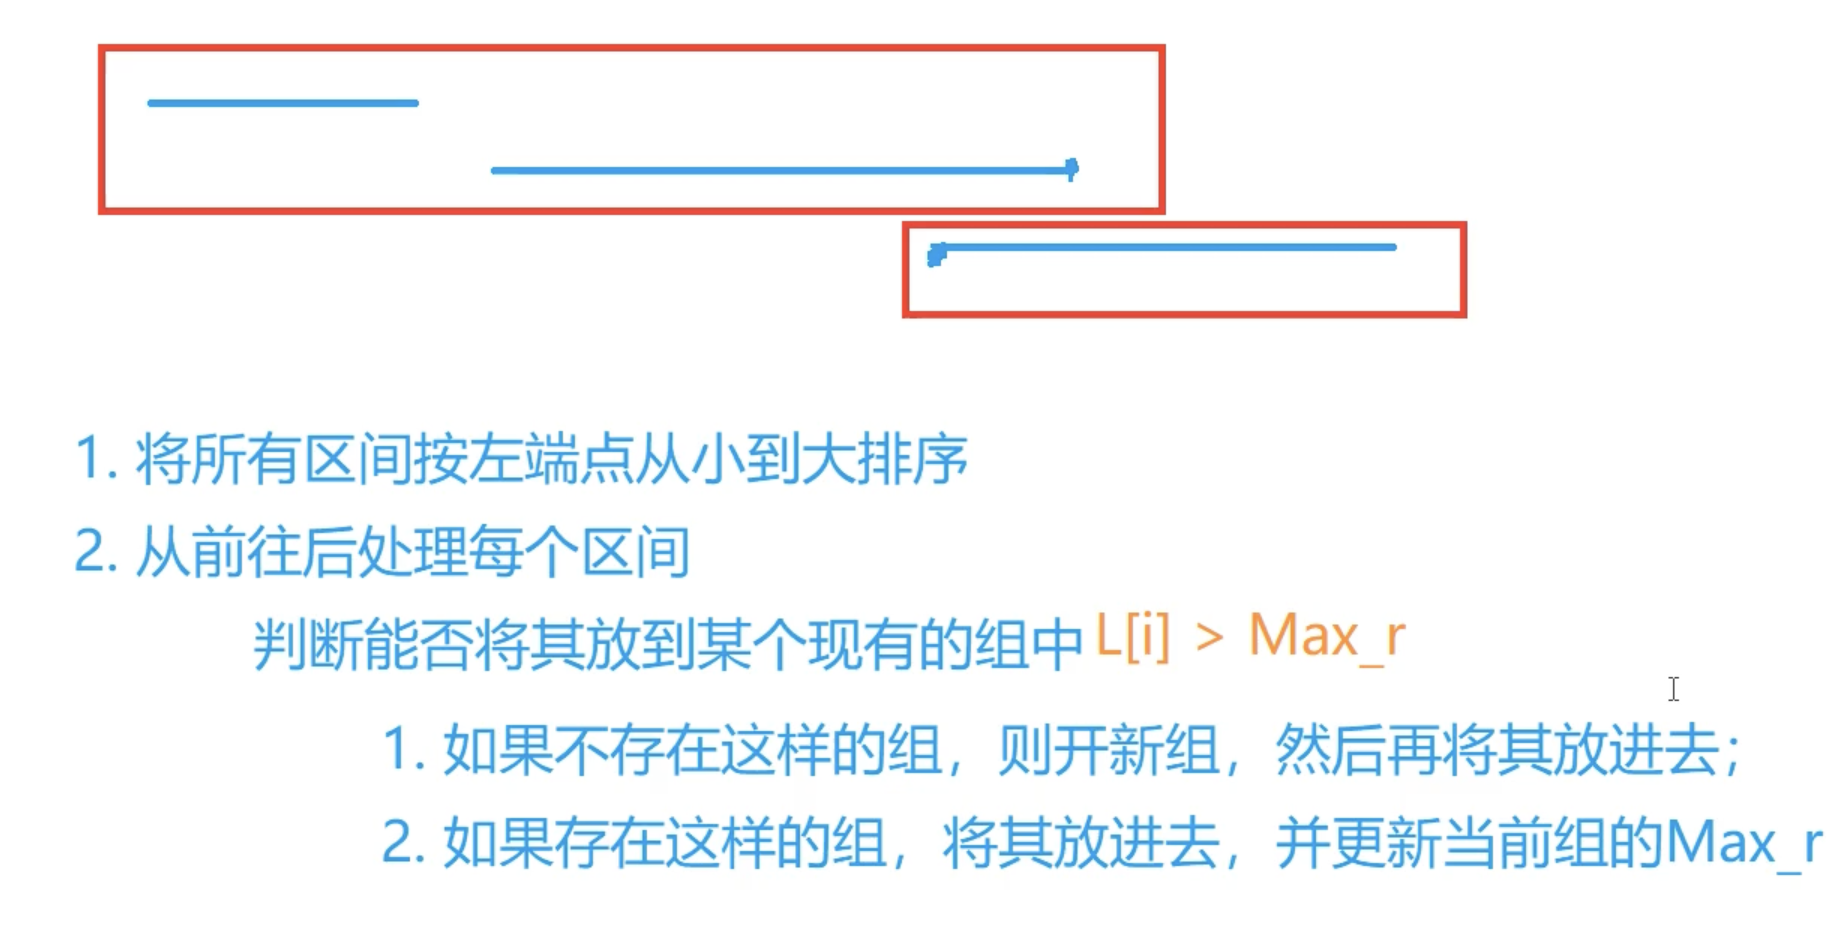 1. 将所有区间按左端点从小到大排序
2. 从前往后处理每个区间
判断能否将其放到某个现有的组中 L[i] > Max_r
1. 如果不存在这样的组，则开新组，然后再将其放进去；
2. 如果存在这样的组，将其放进去，并更新当前组的Max_r